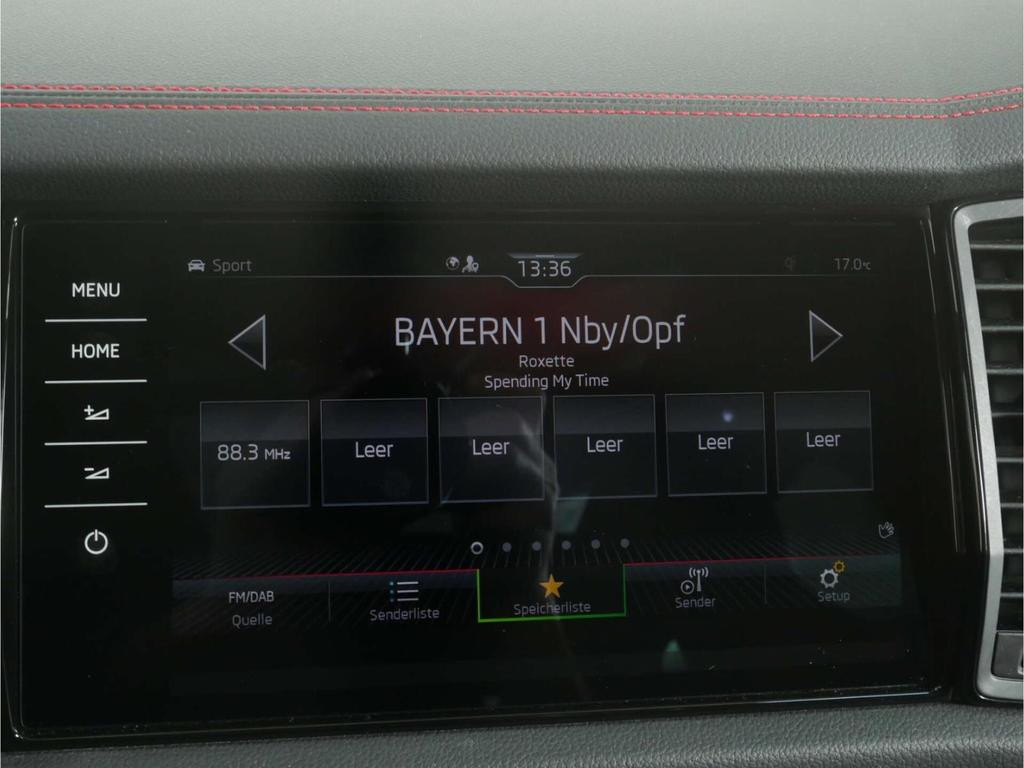 Sport 13:36 17.0°C
MENU
HOME
BAYERN 1 Nby/Opf
Roxette
Spending My Time
88.3 MHz Leer Leer Leer Leer Leer
FM/DAB
Quelle
Senderliste
Speicherliste
Sender
Setup